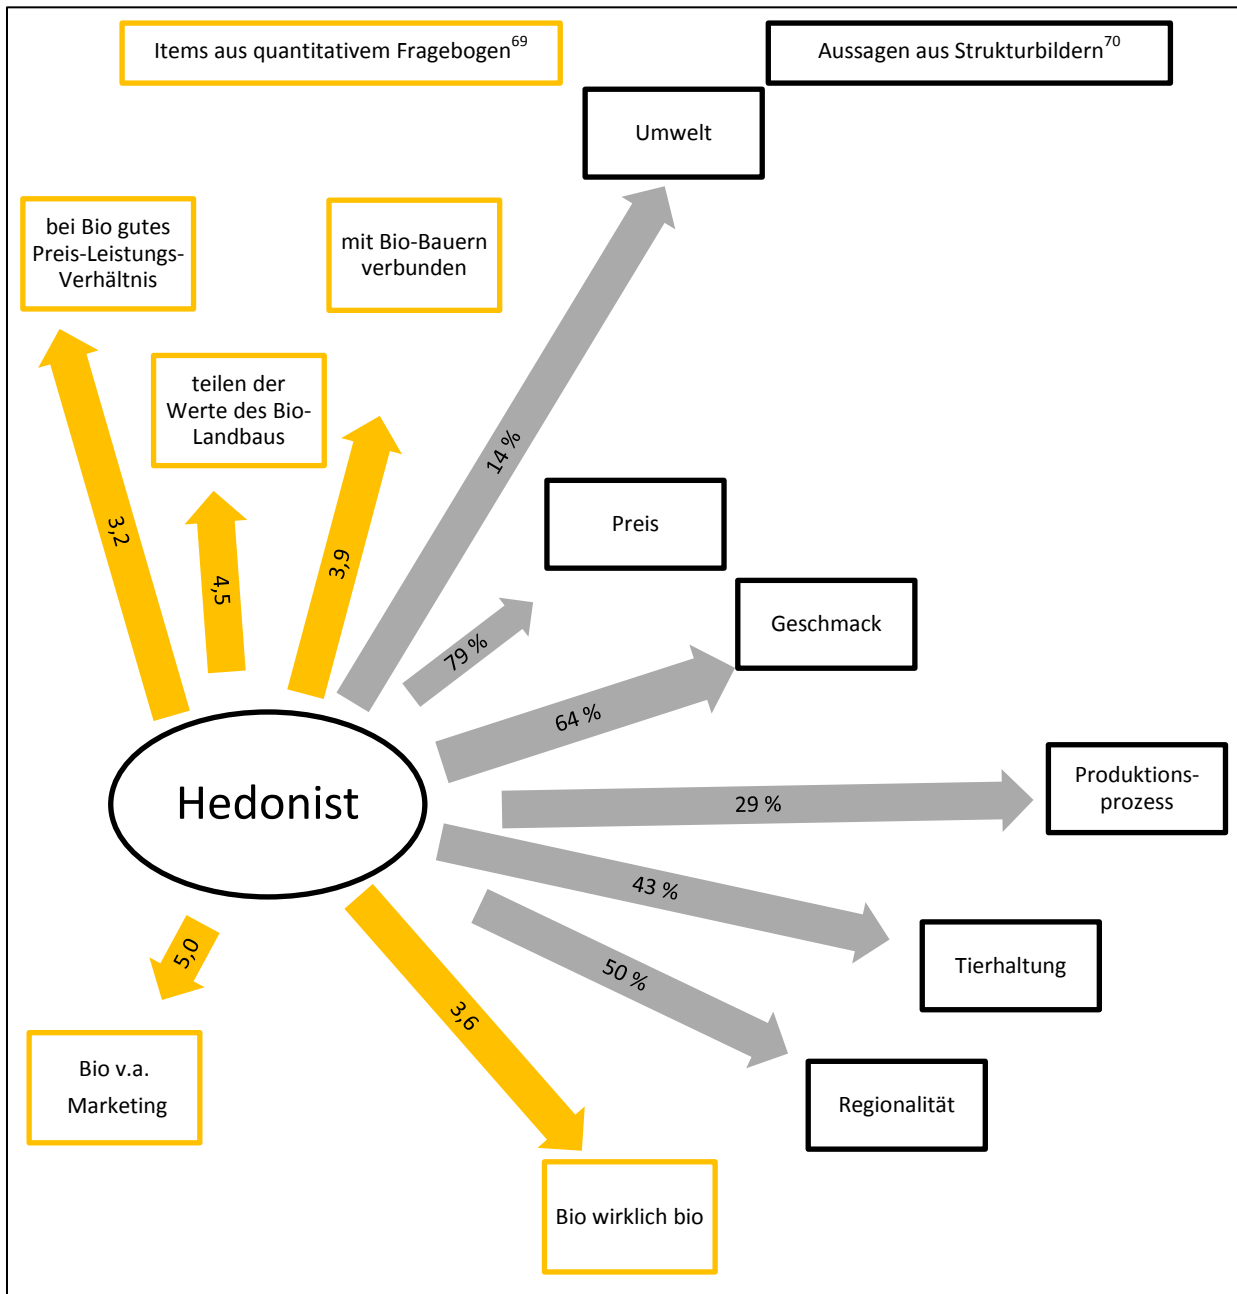 Items aus quantitativem Fragebogen69
Aussagen aus Strukturbildern70
Umwelt
bei Bio gutes
Preis-Leistungs-
Verhältnis
mit Bio-Bauern
verbunden
teilen der
Werte des Bio-
Landbaus
14 %
3,2
4,5
3,9
Preis
79 %
Geschmack
64 %
Hedonist
29 %
Produktions-
prozess
43 %
Tierhaltung
50 %
Regionalität
5,0
3,6
Bio v.a.
Marketing
Bio wirklich bio